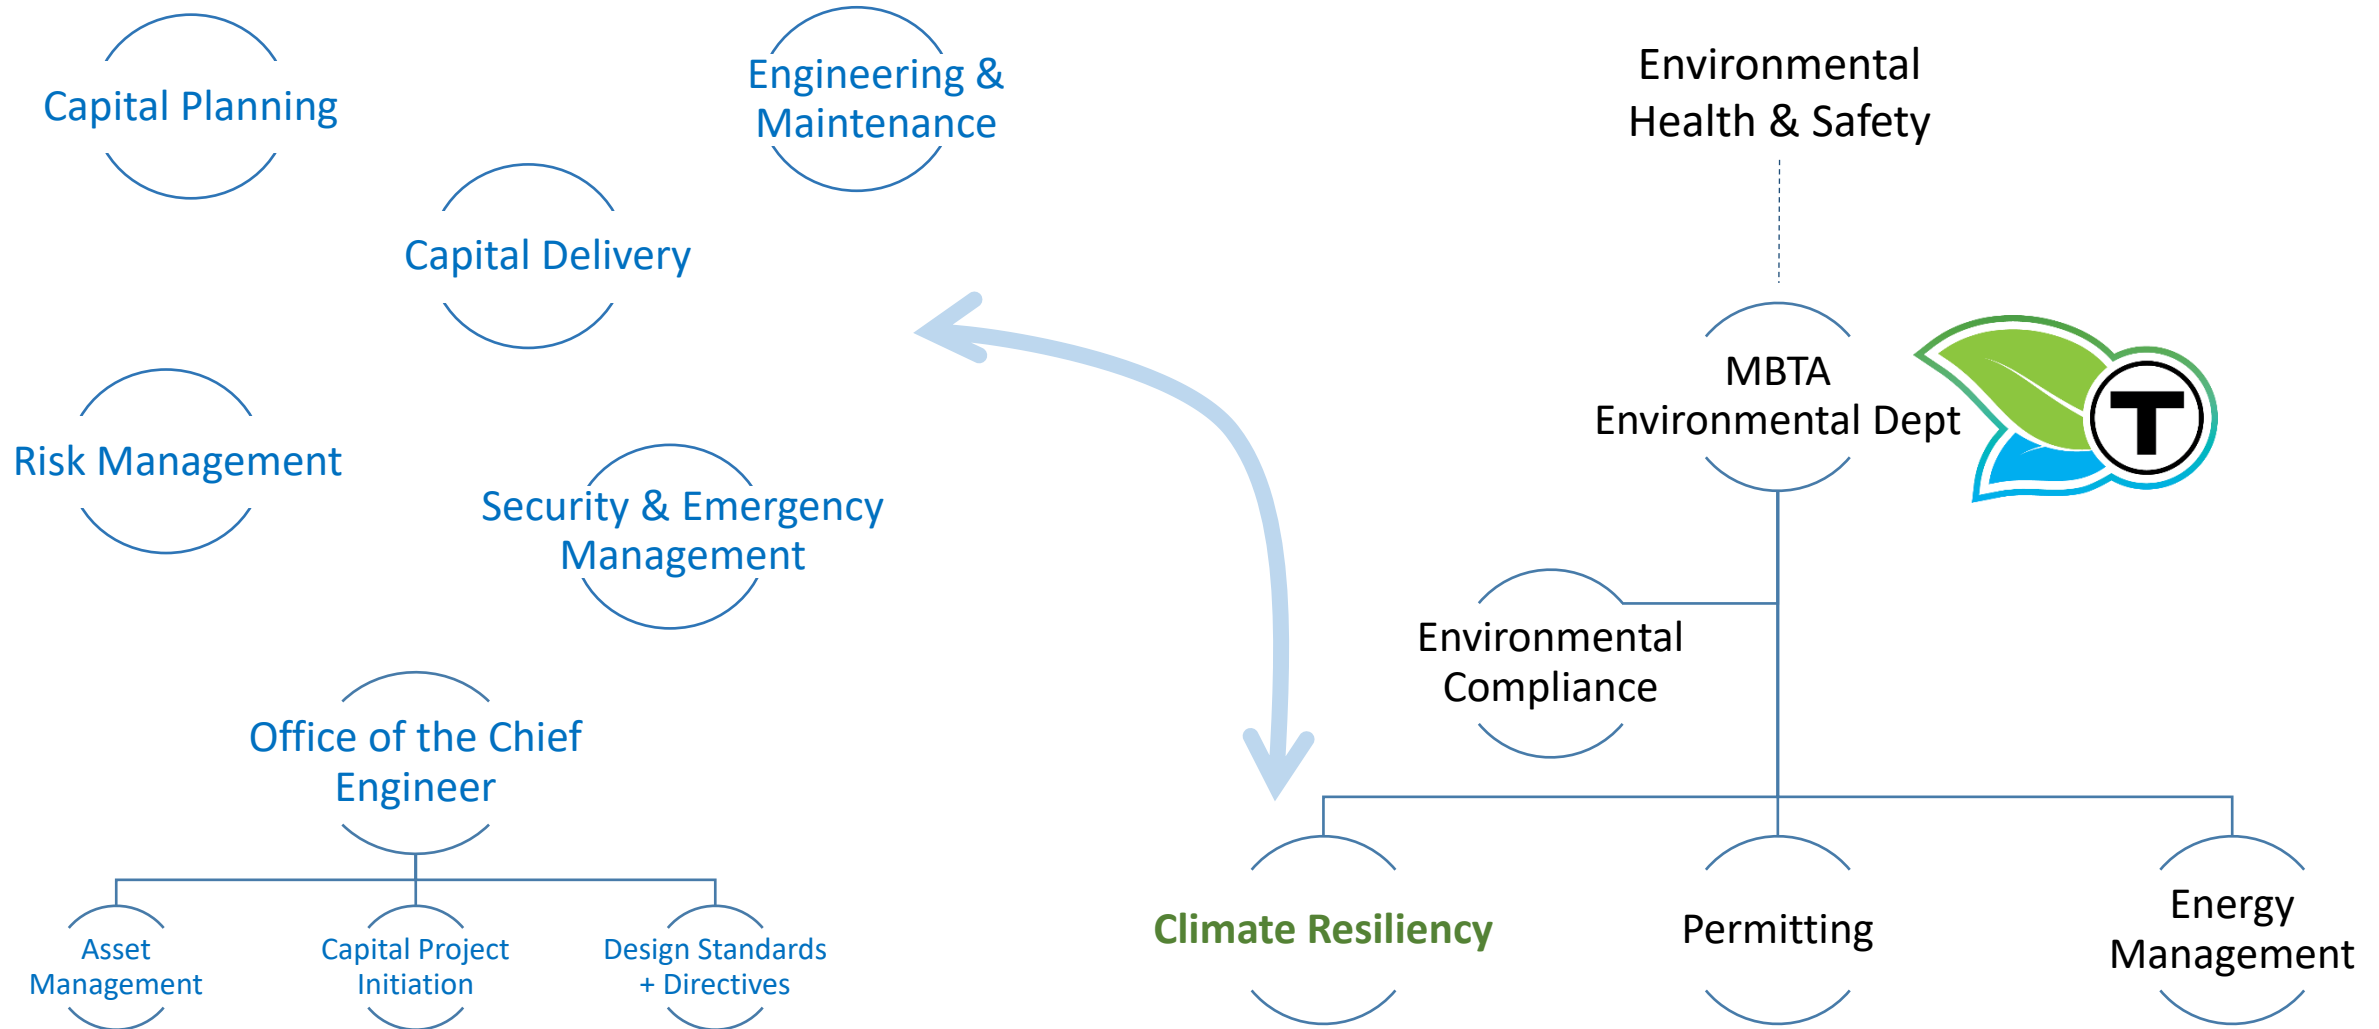 Capital Planning
Engineering &
Maintenance
Capital Delivery
Risk Management
Security & Emergency
Management
Office of the Chief
Engineer
Asset
Management
Capital Project
Initiation
Design Standards
+ Directives
Environmental
Health & Safety
MBTA
Environmental Dept
T
Environmental
Compliance
Climate Resiliency
Permitting
Energy
Management